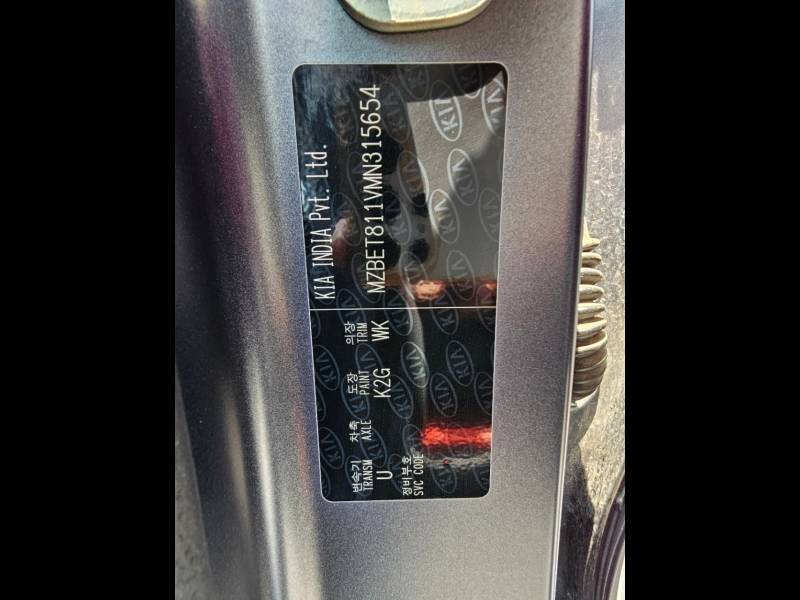 KIA INDIA Pvt. Ltd.
MZBET811VMN315654
변속기 차축 도장 의장
TRANSM AXLE PAINT TRIM
U K2G WK
정비부호
SVC CODE